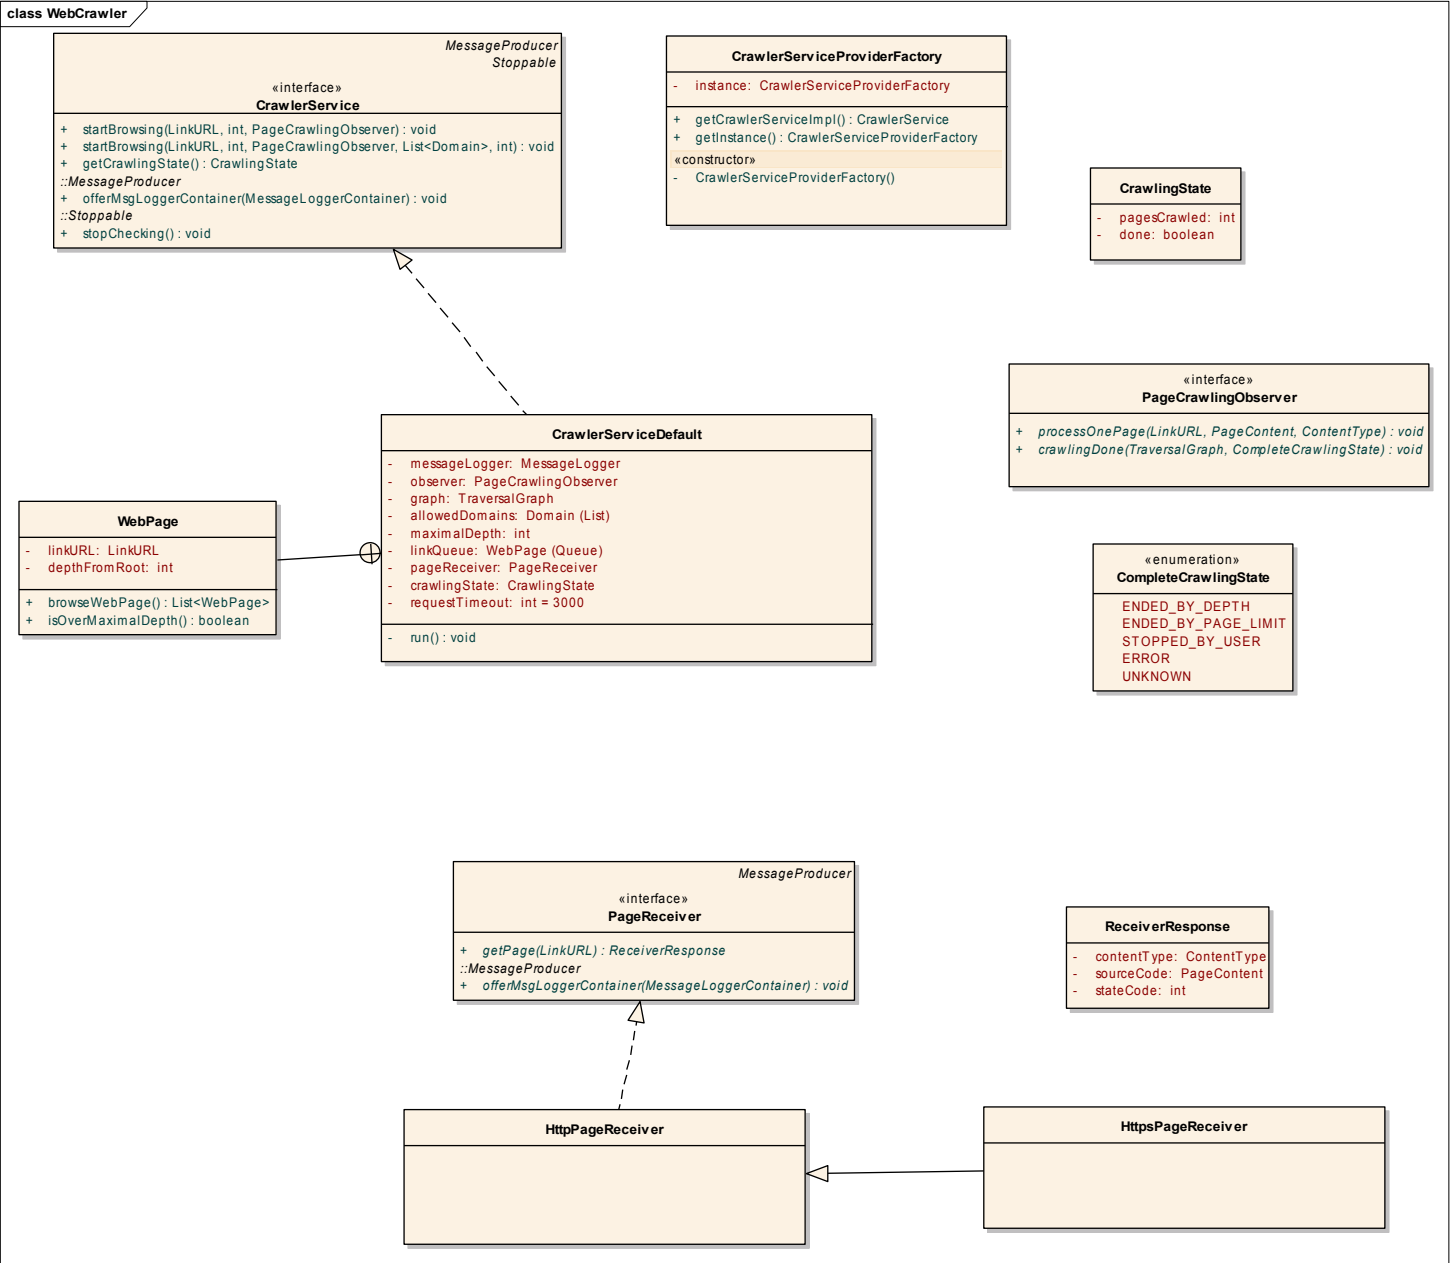 class WebCrawler
MessageProducer
Stoppable
«interface»
CrawlerService
+ startBrowsing(LinkURL, int, PageCrawlingObserver) : void
+ startBrowsing(LinkURL, int, PageCrawlingObserver, List<Domain>, int) : void
+ getCrawlingState() : CrawlingState
::MessageProducer
+ offerMsgLoggerContainer(MessageLoggerContainer) : void
::Stoppable
+ stopChecking() : void
CrawlerServiceProviderFactory
- instance: CrawlerServiceProviderFactory
+ getCrawlerServiceImpl() : CrawlerService
+ getInstance() : CrawlerServiceProviderFactory
«constructor»
- CrawlerServiceProviderFactory()
CrawlingState
- pagesCrawled: int
- done: boolean
«interface»
PageCrawlingObserver
+ processOnePage(LinkURL, PageContent, ContentType) : void
+ crawlingDone(TraversalGraph, CompleteCrawlingState) : void
CrawlerServiceDefault
- messageLogger: MessageLogger
- observer: PageCrawlingObserver
- graph: TraversalGraph
- allowedDomains: Domain (List)
- maximalDepth: int
- linkQueue: WebPage (Queue)
- pageReceiver: PageReceiver
- crawlingState: CrawlingState
- requestTimeout: int = 3000
- run() : void
WebPage
- linkURL: LinkURL
- depthFromRoot: int
+ browseWebPage() : List<WebPage>
+ isOverMaximalDepth() : boolean
«enumeration»
CompleteCrawlingState
ENDED_BY_DEPTH
ENDED_BY_PAGE_LIMIT
STOPPED_BY_USER
ERROR
UNKNOWN
MessageProducer
«interface»
PageReceiver
+ getPage(LinkURL) : ReceiverResponse
::MessageProducer
+ offerMsgLoggerContainer(MessageLoggerContainer) : void
ReceiverResponse
- contentType: ContentType
- sourceCode: PageContent
- stateCode: int
HttpPageReceiver
HttpsPageReceiver